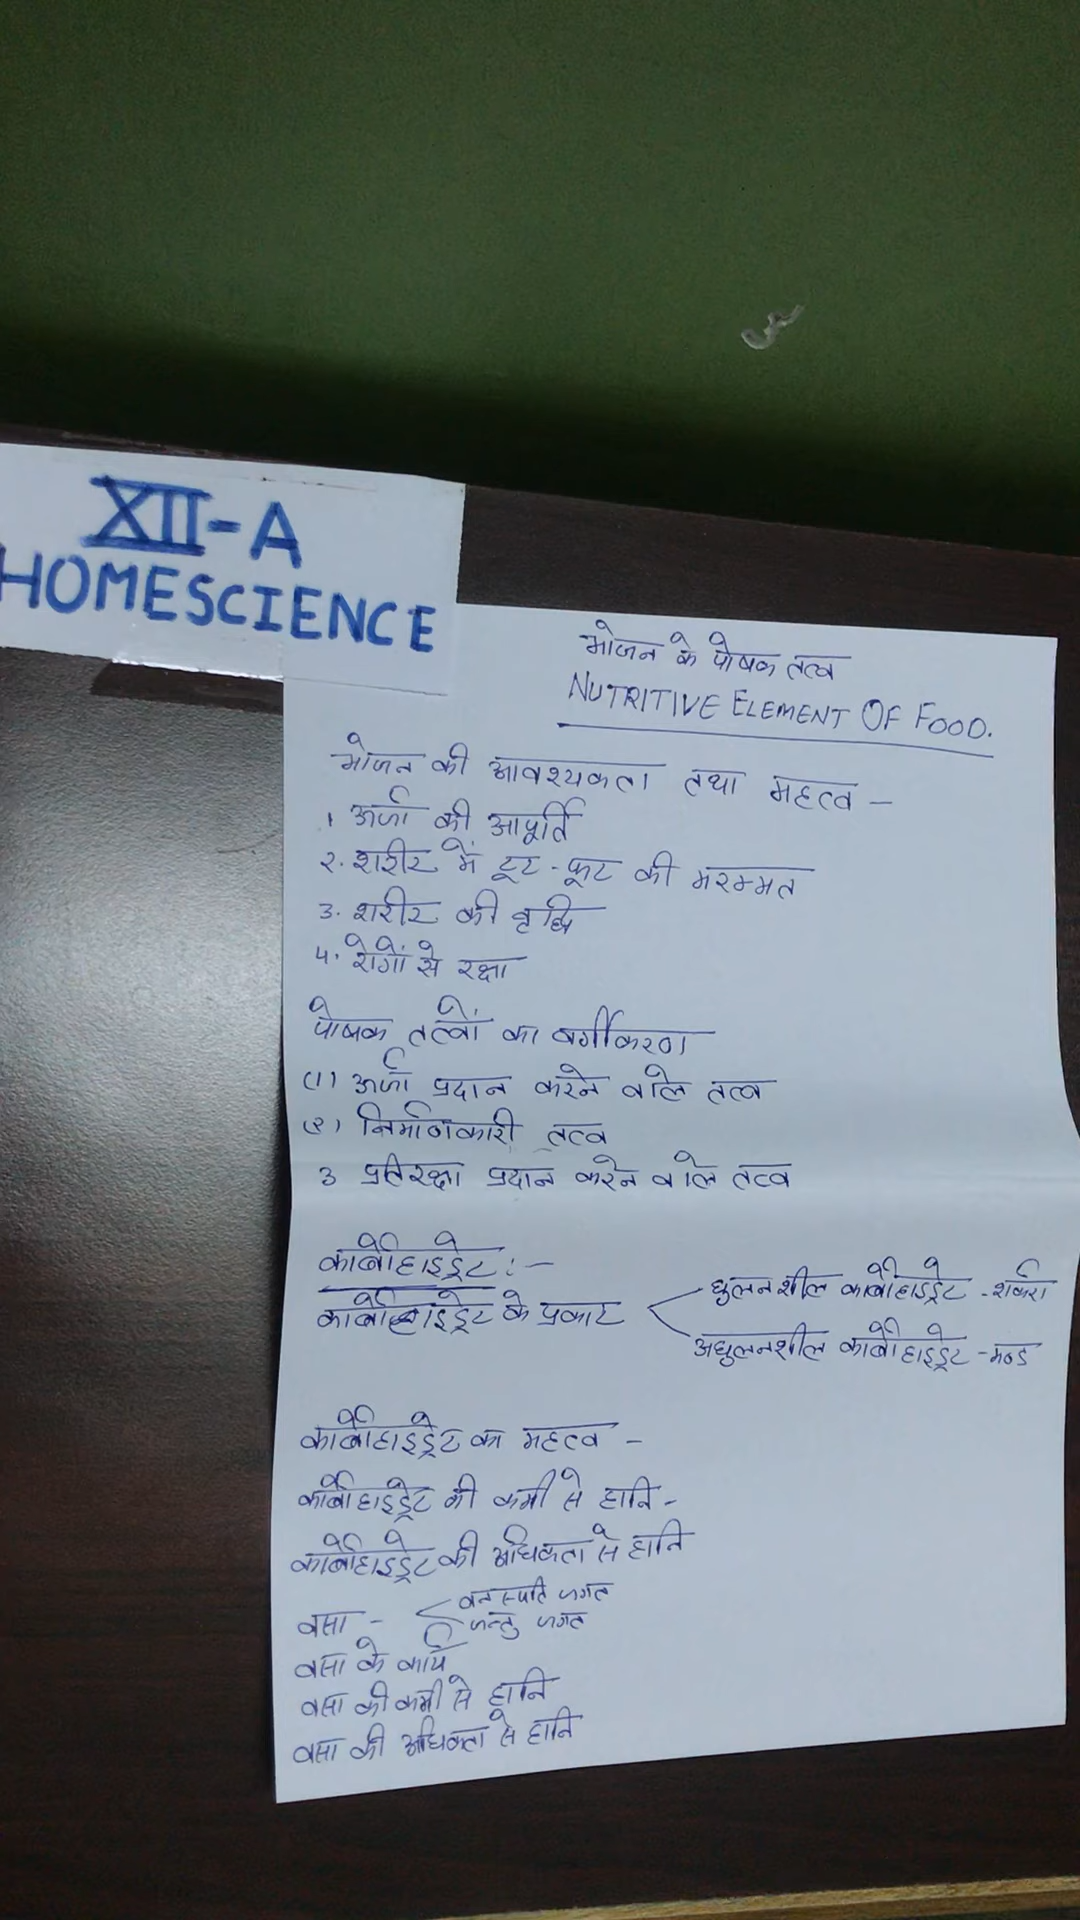 XII-A
HOMESCIENCE
भोजन के पोषक तत्व
NUTRITIVE ELEMENT OF FOOD.
भोजन की आवश्यकता तथा महत्व -
1. ऊर्जा की आपूर्ति
२. शरीर में टूट-फूट की मरम्मत
3. शरीर की वृद्धि
4. रोगों से रक्षा
पोषक तत्वों का वर्गीकरण
(1) ऊर्जा प्रदान करने वाले तत्व
(२) निर्माणकारी तत्व
3 प्रतिरक्षा प्रदान करने वाले तत्व
कार्बोहाइड्रेट :-
कार्बोहाइड्रेट के प्रकार
घुलनशील कार्बोहाइड्रेट - शर्करा
अघुलनशील कार्बोहाइड्रेट - मण्ड
कार्बोहाइड्रेट का महत्व -
कार्बोहाइड्रेट की कमी से हानि -
कार्बोहाइड्रेट की अधिकता से हानि
वसा -
वनस्पति जगत
जन्तु जगत
वसा के कार्य
वसा की कमी से हानि
वसा की अधिकता से हानि